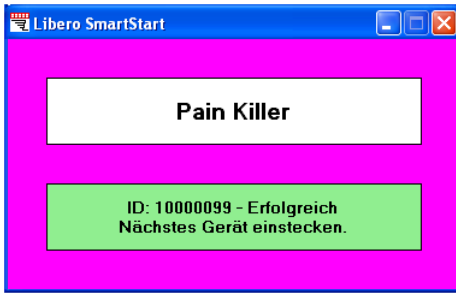 Libero SmartStart
Pain Killer
ID: 10000099 - Erfolgreich
Nächstes Gerät einstecken.